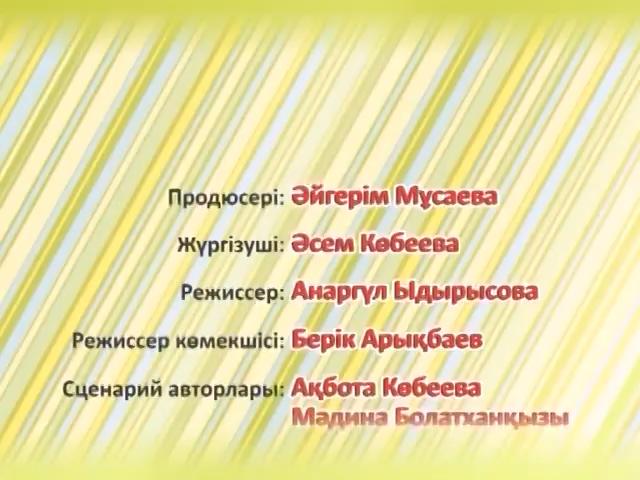 Продюсері: Әйгерім Мұсаева
Жүргізуші: Әсем Көбеева
Режиссер: Анаргүл Ыдырысова
Режиссер көмекшісі: Берік Арықбаев
Сценарий авторлары: Ақбота Көбеева
Мадина Болатханқызы